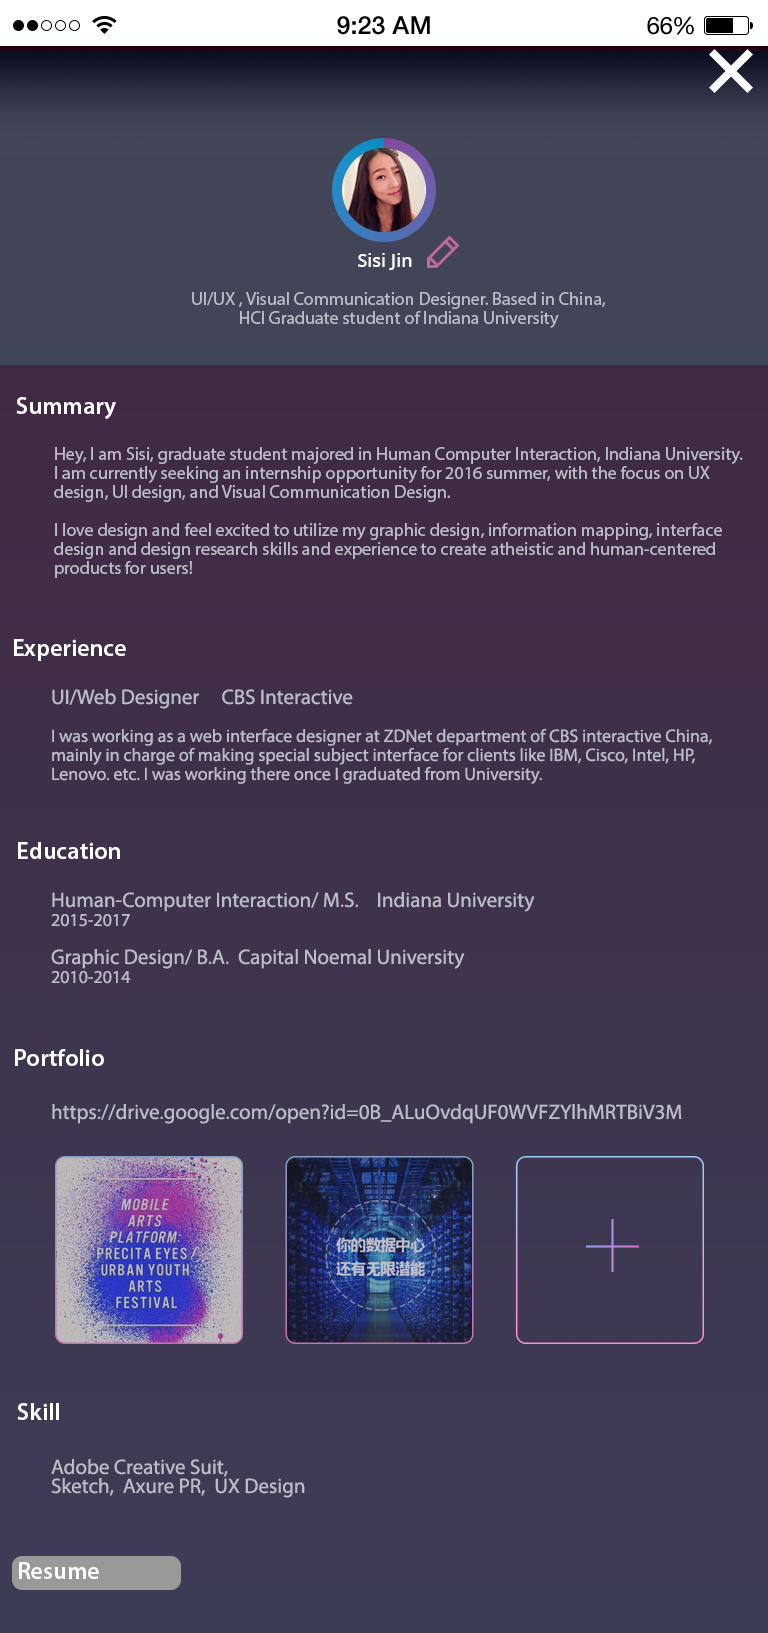 9:23 AM
66%
Sisi Jin
UI/UX , Visual Communication Designer. Based in China,
HCI Graduate student of Indiana University
Summary
Hey, I am Sisi, graduate student majored in Human Computer Interaction, Indiana University.
I am currently seeking an internship opportunity for 2016 summer, with the focus on UX
design, UI design, and Visual Communication Design.
I love design and feel excited to utilize my graphic design, information mapping, interface
design and design research skills and experience to create atheistic and human-centered
products for users!
Experience
UI/Web Designer CBS Interactive
I was working as a web interface designer at ZDNet department of CBS interactive China,
mainly in charge of making special subject interface for clients like IBM, Cisco, Intel, HP,
Lenovo. etc. I was working there once I graduated from University.
Education
Human-Computer Interaction/ M.S. Indiana University
2015-2017
Graphic Design/ B.A. Capital Noemal University
2010-2014
Portfolio
https://drive.google.com/open?id=0B_ALuOvdqUF0WVFZYlhMRTBiV3M
MOBILE
ARTS
PLATFORM:
PRECITA EYES /
URBAN YOUTH
ARTS
FESTIVAL
你的数据中心
还有无限潜能
Skill
Adobe Creative Suit,
Sketch, Axure PR, UX Design
Resume